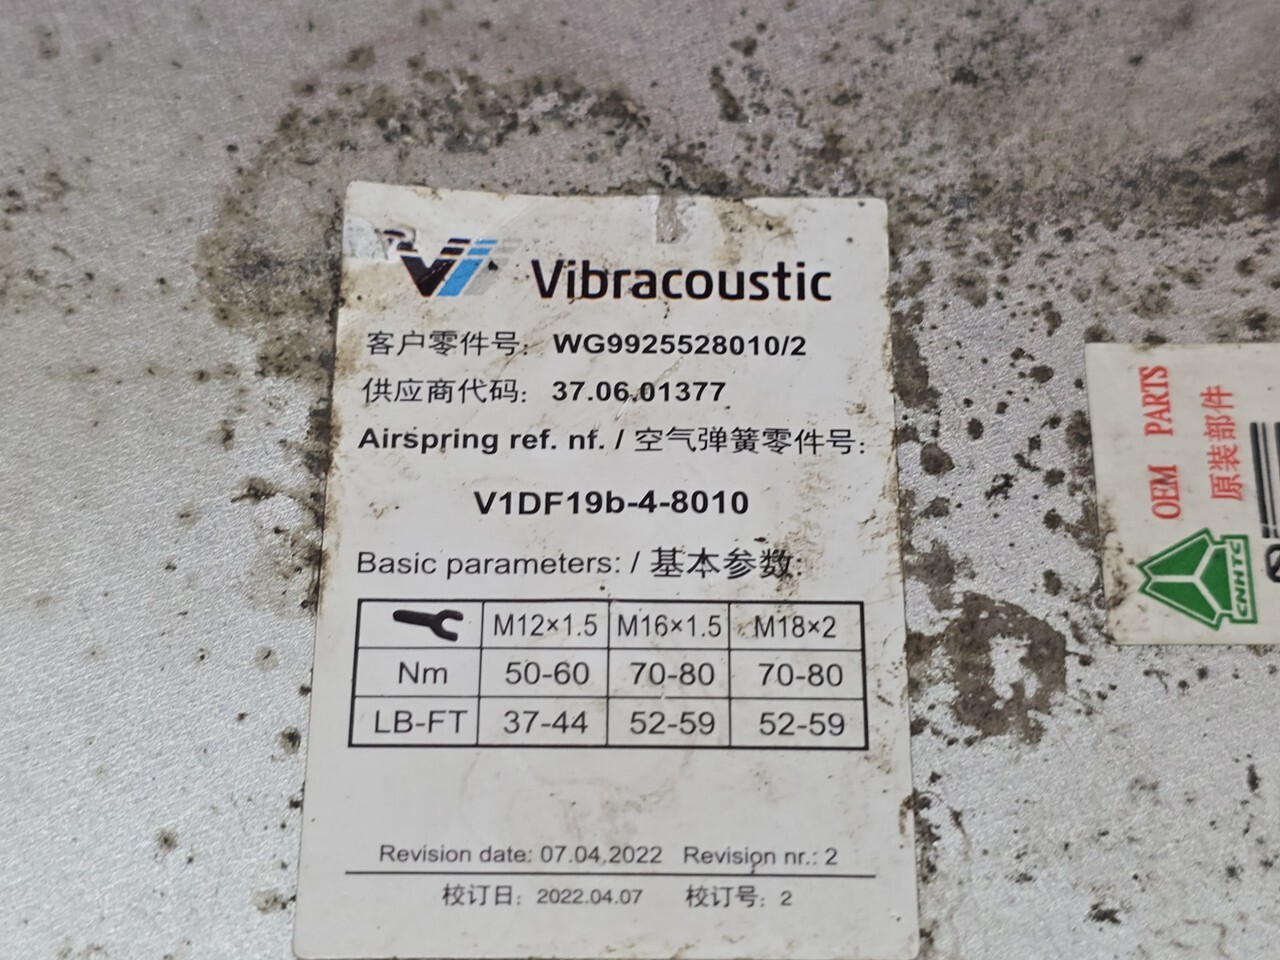 Vibracoustic
客户零件号: WG9925528010/2
供应商代码: 37.06.01377
Airspring ref. nf. / 空气弹簧零件号:
V1DF19b-4-8010
Basic parameters: / 基本参数:
M12×1.5 M16×1.5 M18×2
Nm 50-60 70-80 70-80
LB-FT 37-44 52-59 52-59
Revision date: 07.04.2022 Revision nr.: 2
校订日: 2022.04.07 校订号: 2
OEM PARTS
原装部件
CNHTC